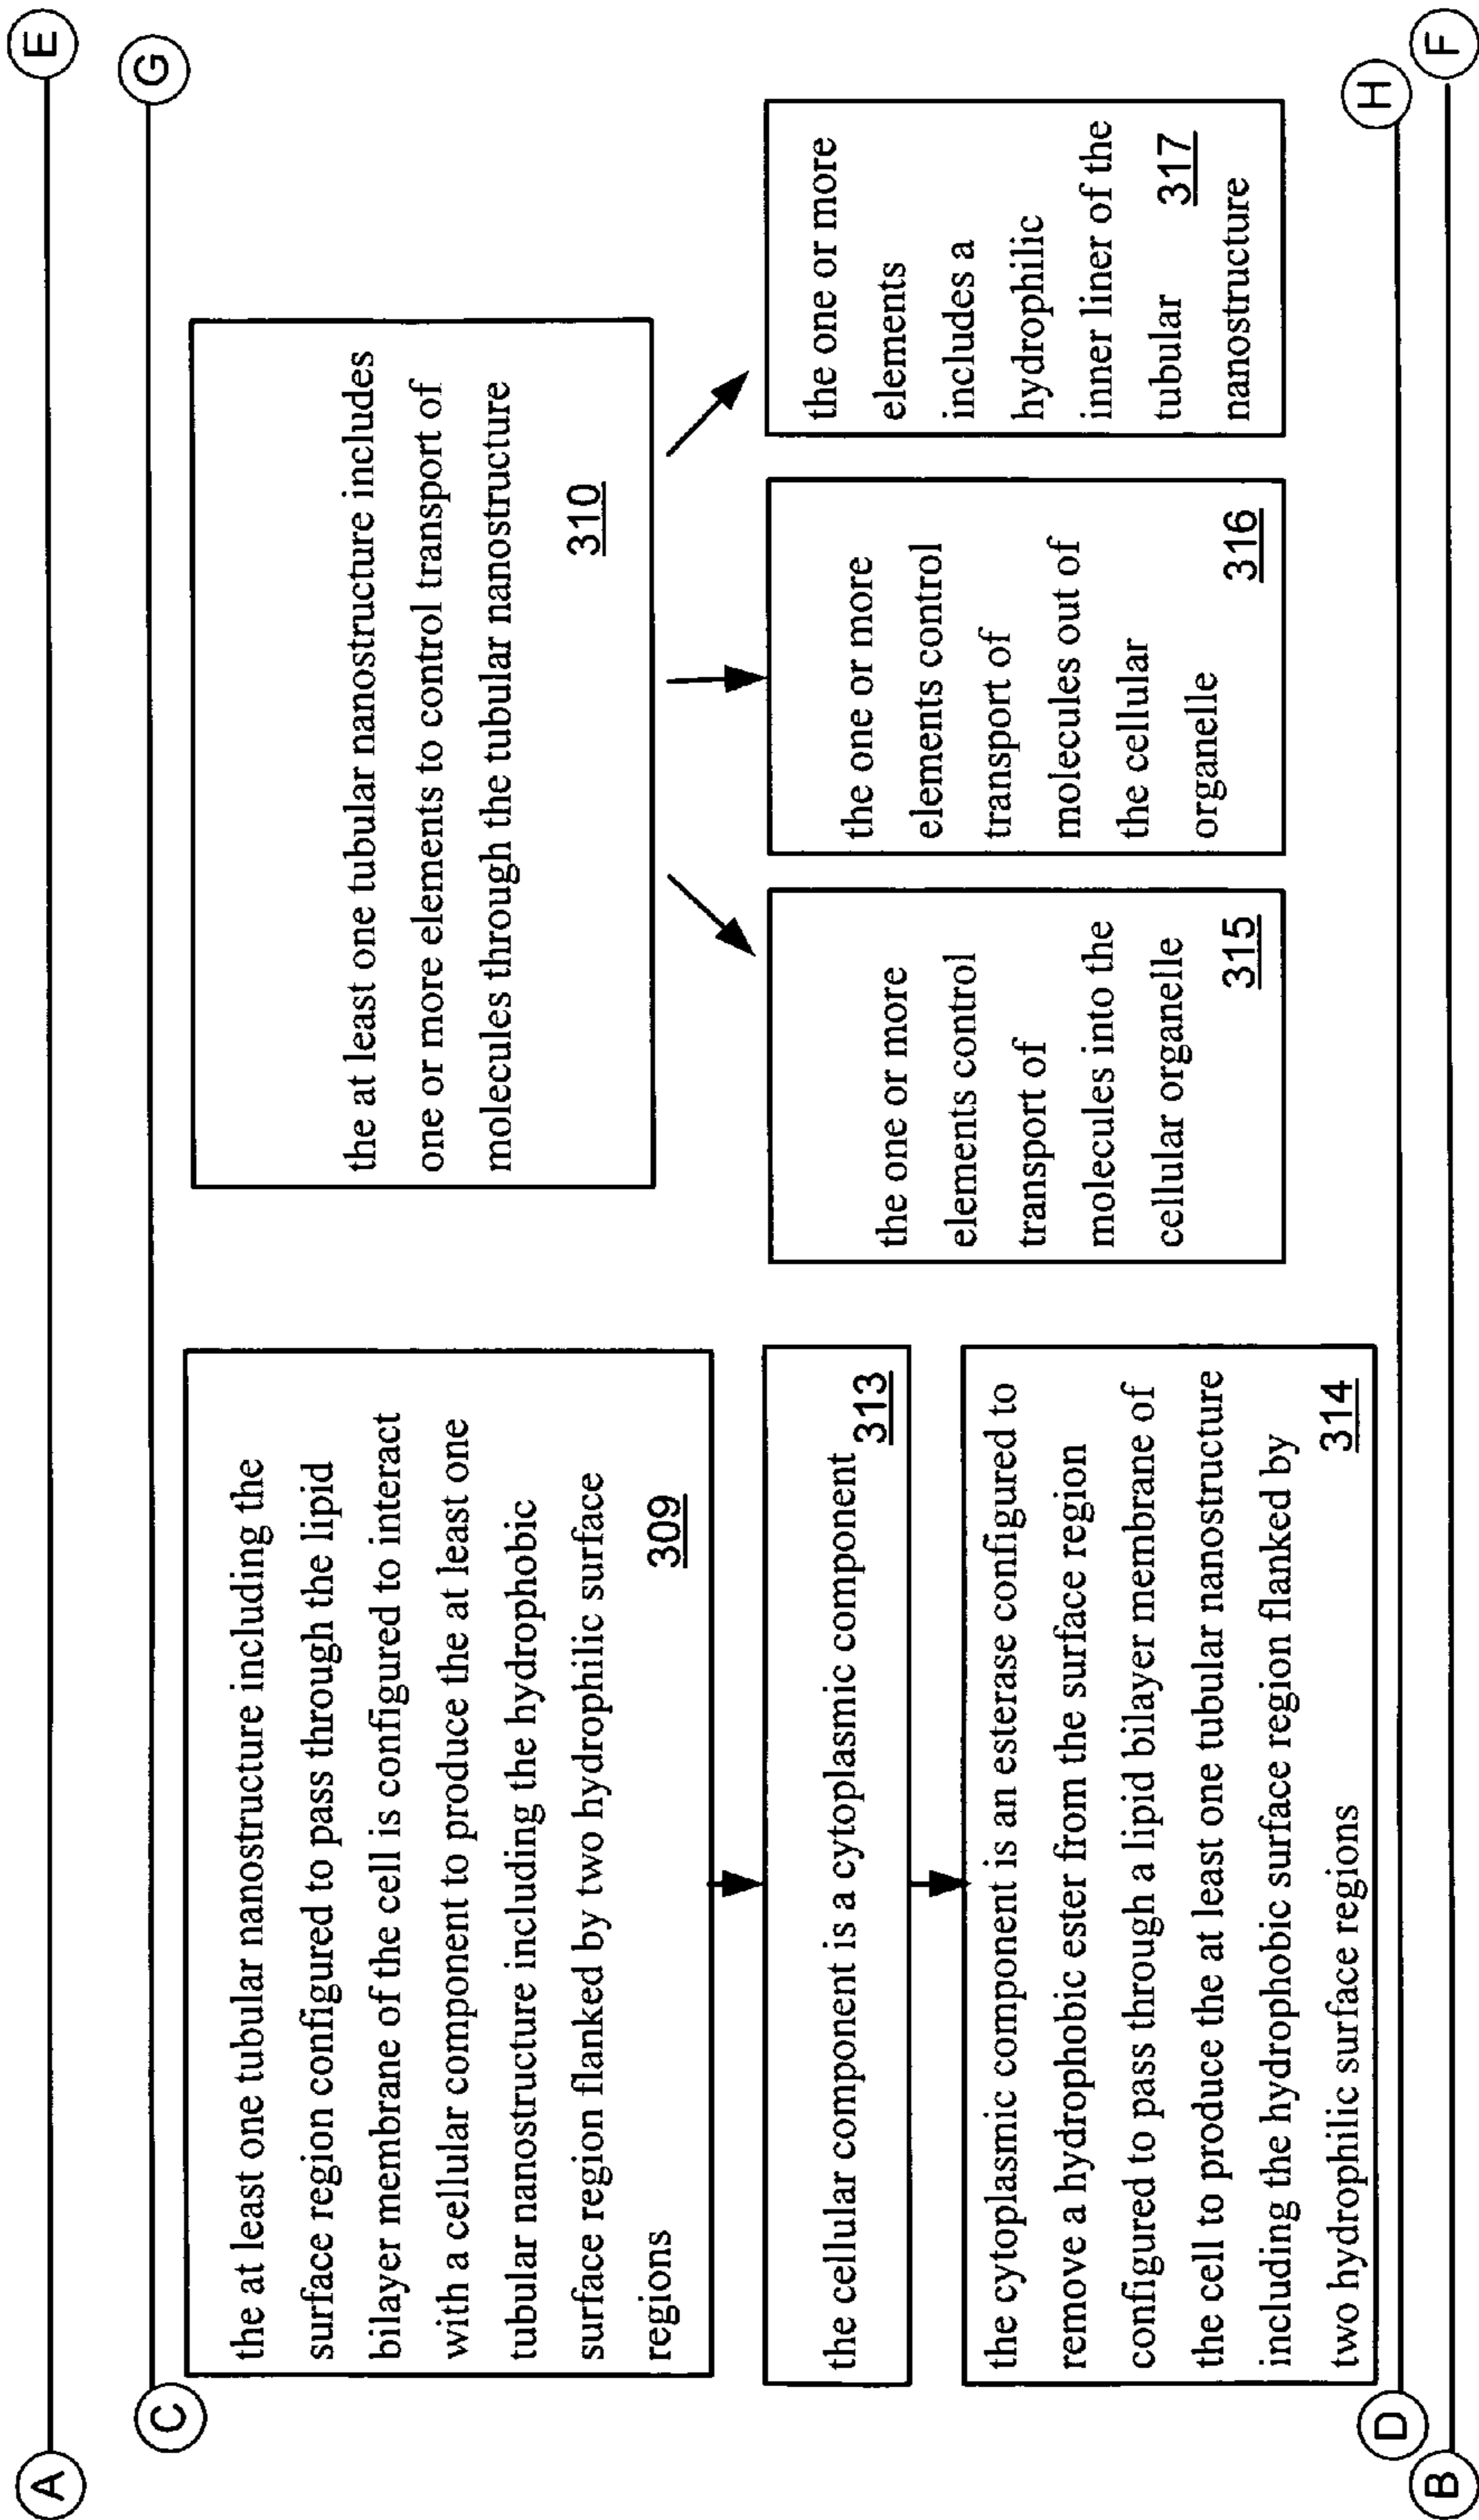 A
E
C
G
the at least one tubular nanostructure including the
surface region configured to pass through the lipid
bilayer membrane of the cell is configured to interact
with a cellular component to produce the at least one
tubular nanostructure including the hydrophobic
surface region flanked by two hydrophilic surface
regions
309
the cellular component is a cytoplasmic component
313
the cytoplasmic component is an esterase configured to
remove a hydrophobic ester from the surface region
configured to pass through a lipid bilayer membrane of
the cell to produce the at least one tubular nanostructure
including the hydrophobic surface region flanked by
two hydrophilic surface regions
314
the at least one tubular nanostructure includes
one or more elements to control transport of
molecules through the tubular nanostructure
310
the one or more
elements control
transport of
molecules into the
cellular organelle
315
the one or more
elements control
transport of
molecules out of
the cellular
organelle
316
the one or more
elements
includes a
hydrophilic
inner liner of the
tubular
nanostructure
317
D
H
B
F